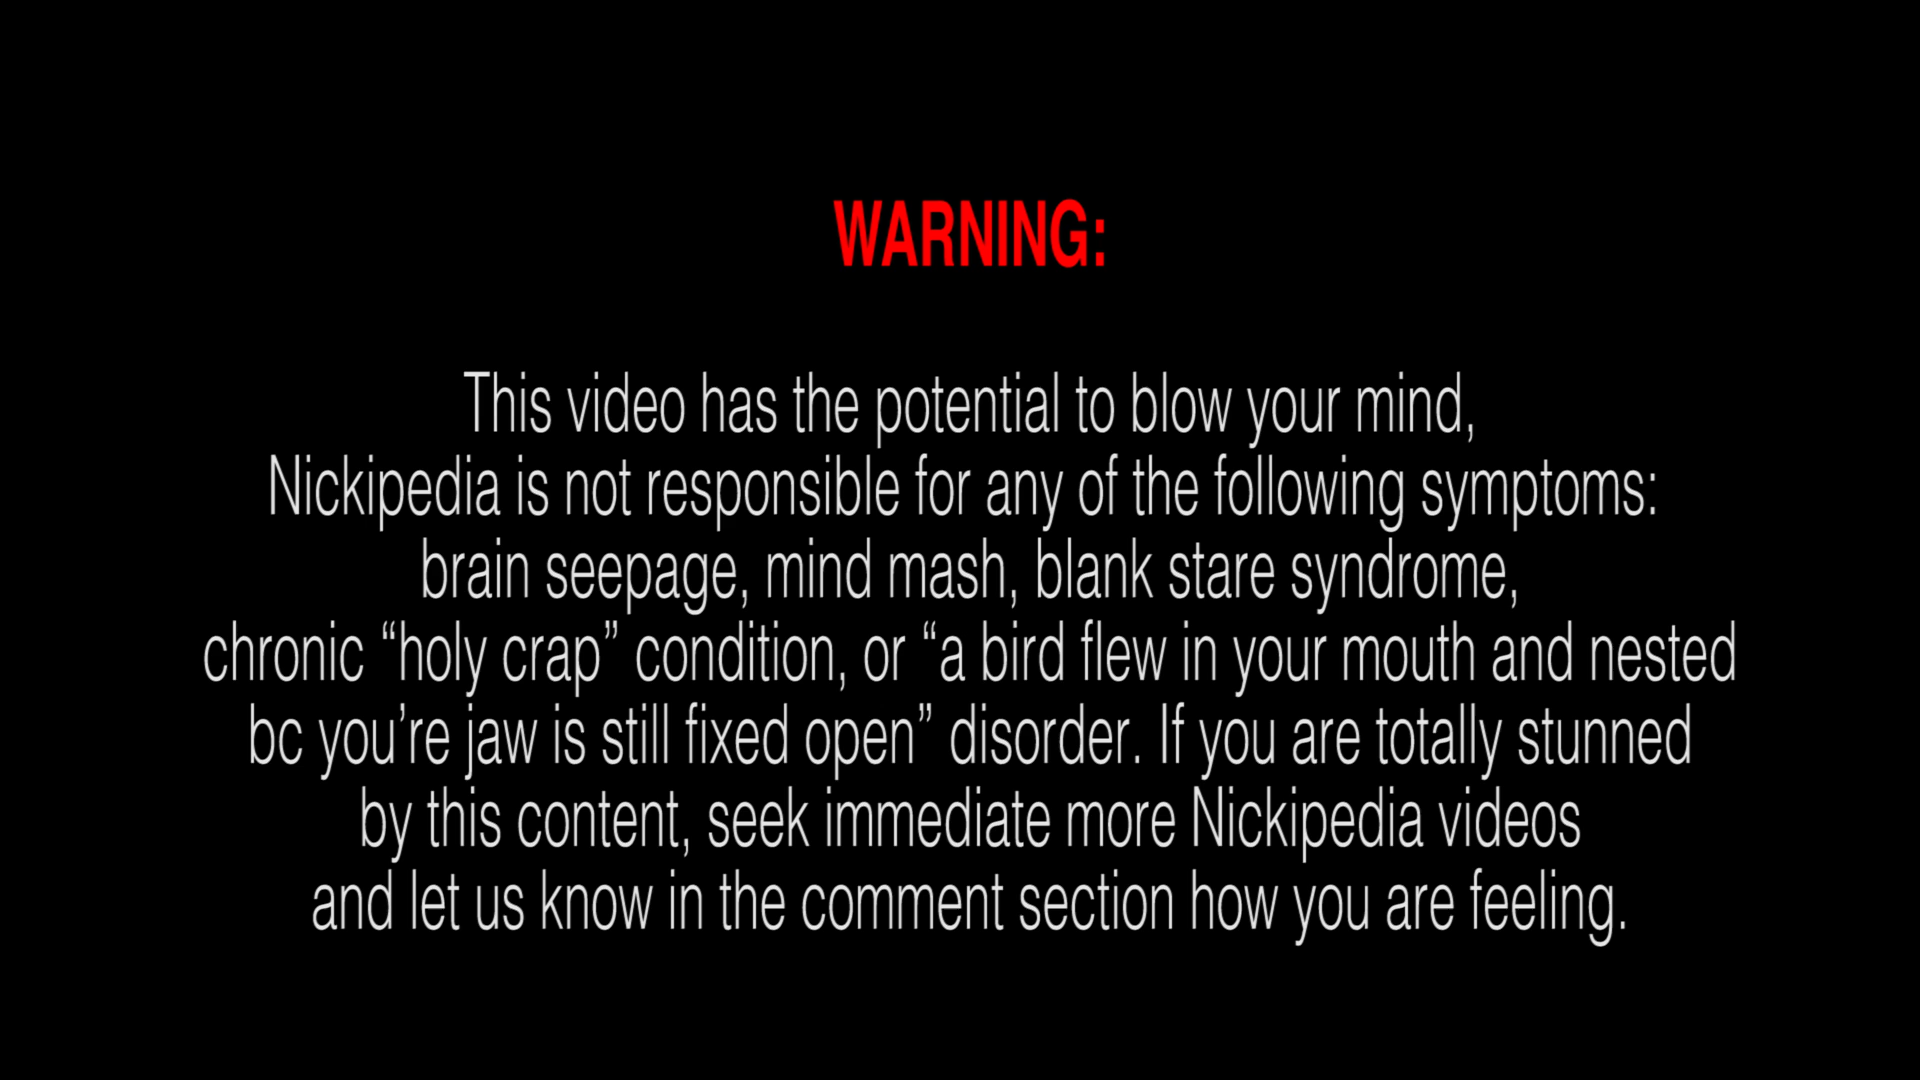 WARNING:
This video has the potential to blow your mind,
Nickipedia is not responsible for any of the following symptoms:
brain seepage, mind mash, blank stare syndrome,
chronic “holy crap” condition, or “a bird flew in your mouth and nested
bc you’re jaw is still fixed open” disorder. If you are totally stunned
by this content, seek immediate more Nickipedia videos
and let us know in the comment section how you are feeling.